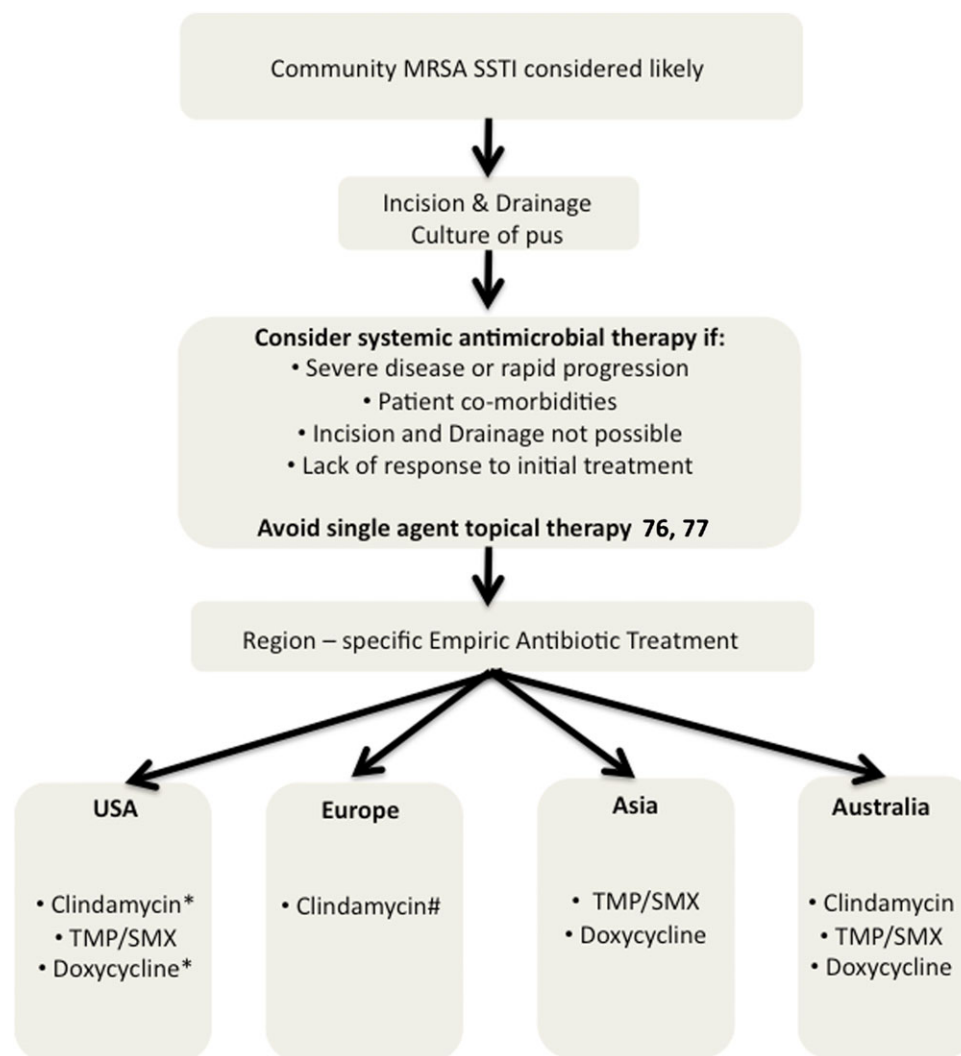 Community MRSA SSTI considered likely
Incision & Drainage
Culture of pus
Consider systemic antimicrobial therapy if:
• Severe disease or rapid progression
• Patient co-morbidities
• Incision and Drainage not possible
• Lack of response to initial treatment
Avoid single agent topical therapy 76, 77
Region – specific Empiric Antibiotic Treatment
USA
• Clindamycin*
• TMP/SMX
• Doxycycline*
Europe
• Clindamycin#
Asia
• TMP/SMX
• Doxycycline
Australia
• Clindamycin
• TMP/SMX
• Doxycycline